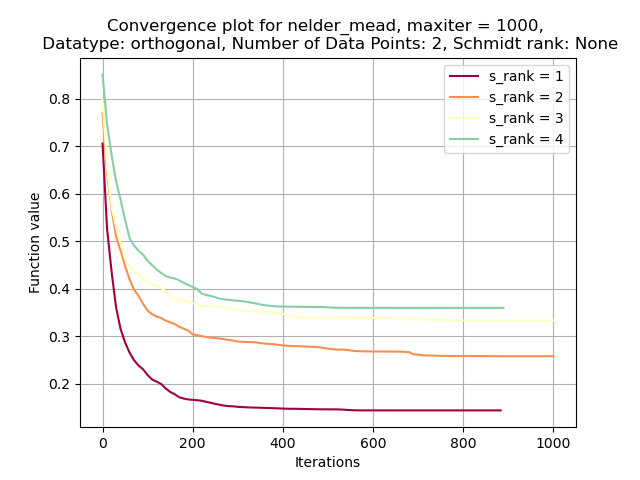 Convergence plot for nelder_mead, maxiter = 1000,
Datatype: orthogonal, Number of Data Points: 2, Schmidt rank: None
s_rank = 1
s_rank = 2
s_rank = 3
s_rank = 4
Function value
0.8
0.7
0.6
0.5
0.4
0.3
0.2
0 200 400 600 800 1000
Iterations